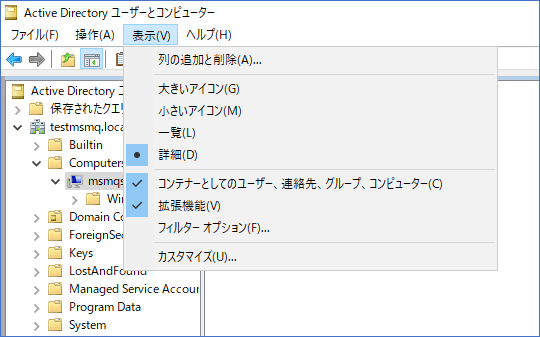 Active Directory ユーザーとコンピューター
ファイル(F) 操作(A) 表示(V) ヘルプ(H)
列の追加と削除(A)...
大きいアイコン(G)
小さいアイコン(M)
一覧(L)
詳細(D)
コンテナーとしてのユーザー、連絡先、グループ、コンピューター(C)
拡張機能(V)
フィルター オプション(F)...
カスタマイズ(U)...
Active Directory ユ
保存されたクエリ
testmsmq.loca
Builtin
Computers
msmqs
Win
Domain Co
ForeignSec
Keys
LostAndFound
Managed Service Accour
Program Data
System